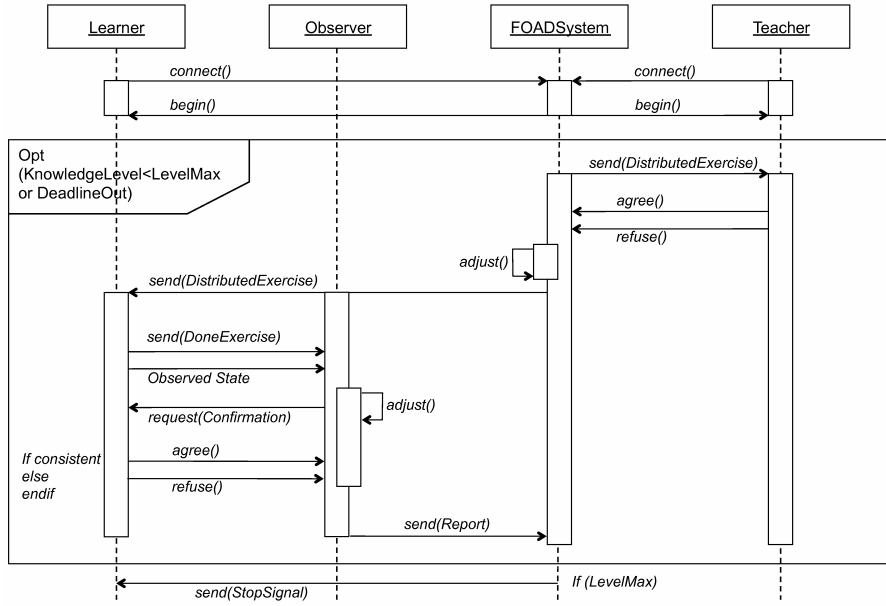 Learner
Observer
FOADSystem
Teacher
connect()
connect()
begin()
begin()
Opt
(KnowledgeLevel<LevelMax
or DeadlineOut)
send(DistributedExercise)
agree()
refuse()
adjust()
send(DistributedExercise)
send(DoneExercise)
Observed State
adjust()
request(Confirmation)
If consistent
else
endif
agree()
refuse()
send(Report)
If (LevelMax)
send(StopSignal)